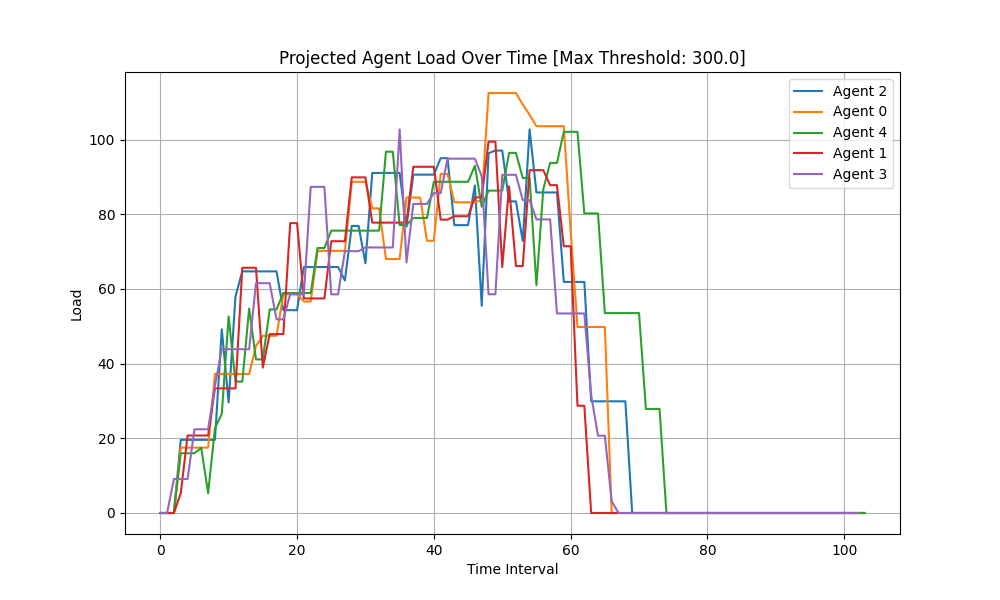 Projected Agent Load Over Time [Max Threshold: 300.0]
Agent 2
Agent 0
Agent 4
Agent 1
Agent 3
100
80
60
40
20
0
Load
0 20 40 60 80 100
Time Interval